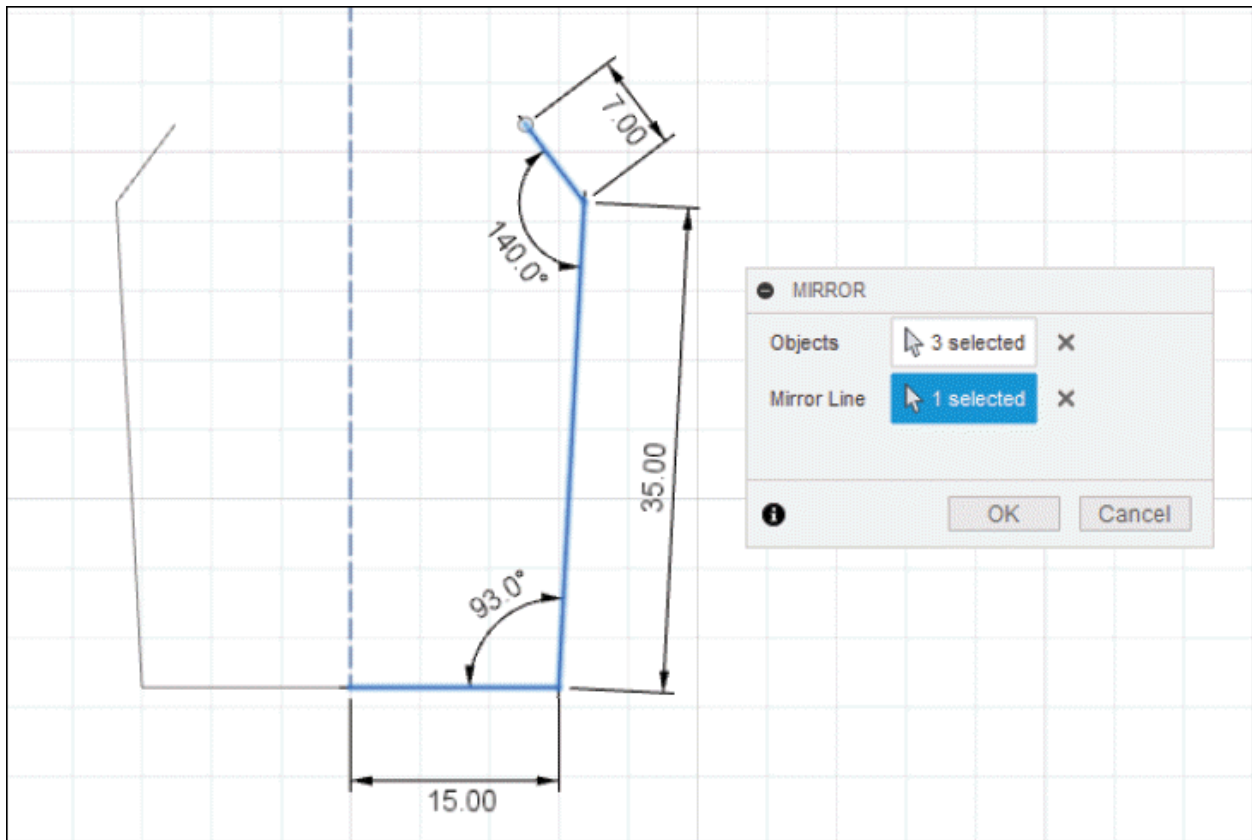 7.00
140.0°
MIRROR
Objects
3 selected
Mirror Line
1 selected
35.00
OK
Cancel
93.0°
15.00